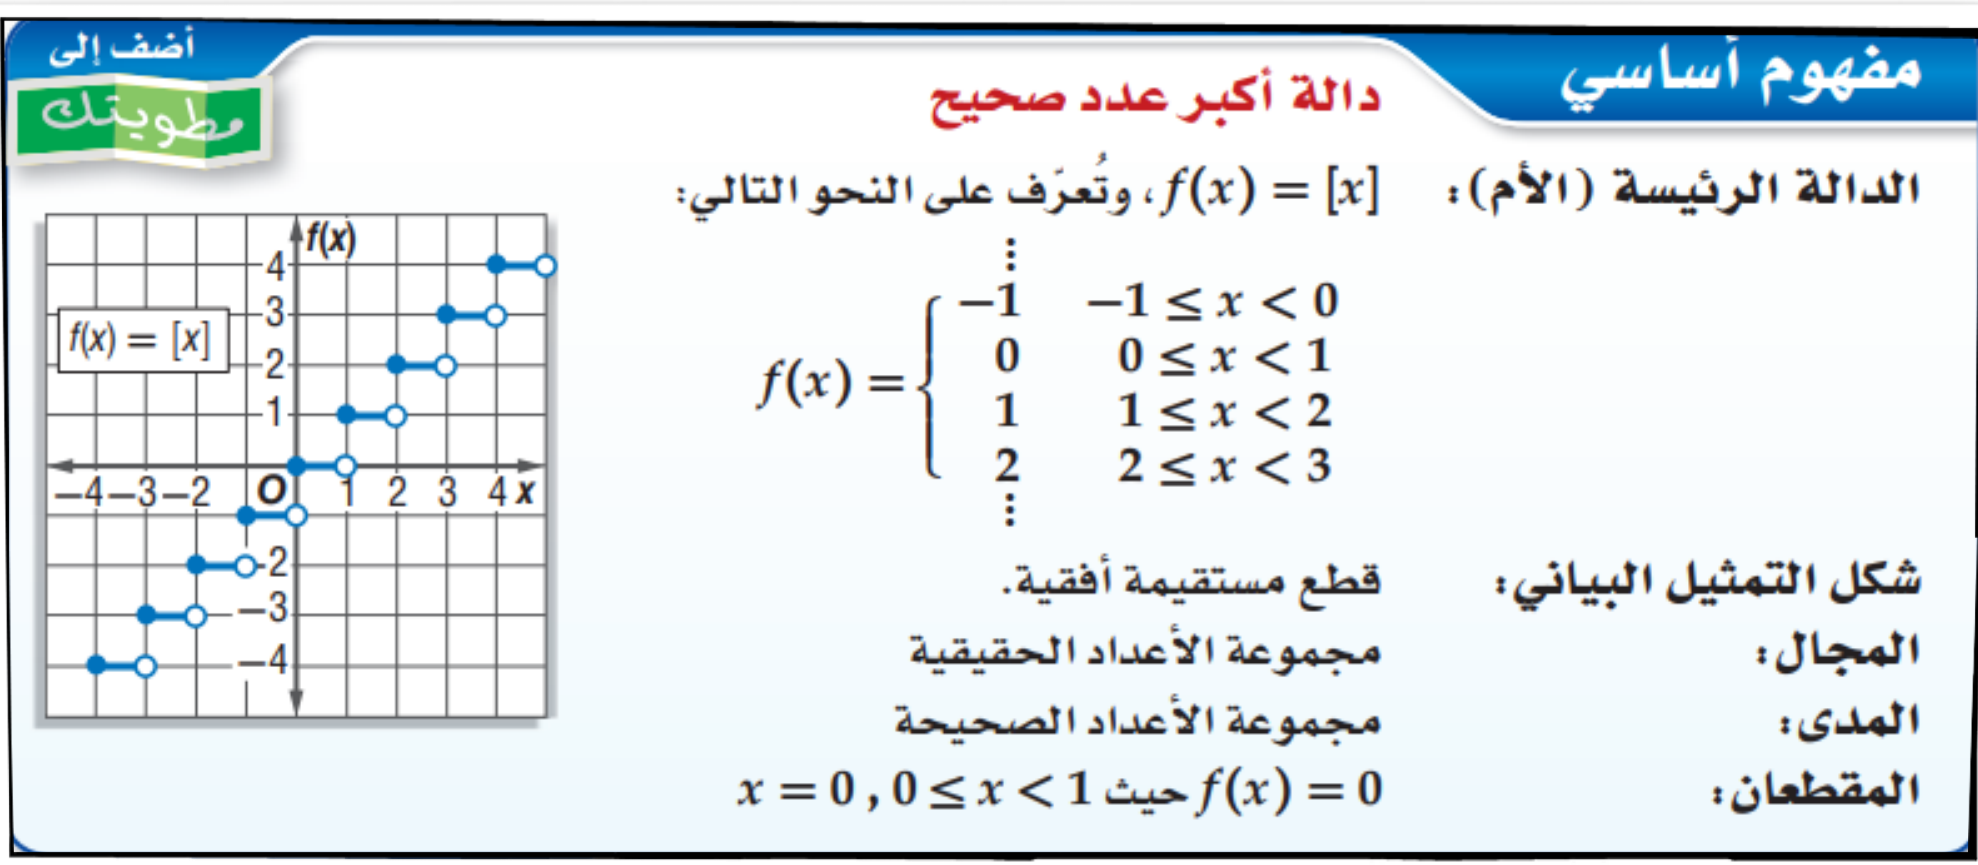 مفهوم أساسي
أضف إلى
مطويتك
دالة أكبر عدد صحيح
الدالة الرئيسة (الأم): f(x) = [x]، وتُعرّف على النحو التالي:
⋮
f(x) = { −1 −1 ≤ x < 0
0 0 ≤ x < 1
1 1 ≤ x < 2
2 2 ≤ x < 3
⋮
شكل التمثيل البياني: قطع مستقيمة أفقية.
المجال: مجموعة الأعداد الحقيقية
المدى: مجموعة الأعداد الصحيحة
المقطعان: f(x) = 0 حيث x = 0 , 0 ≤ x < 1
f(x)
4
3
f(x) = [x]
2
1
−4 −3 −2 O 1 2 3 4 x
−2
−3
−4